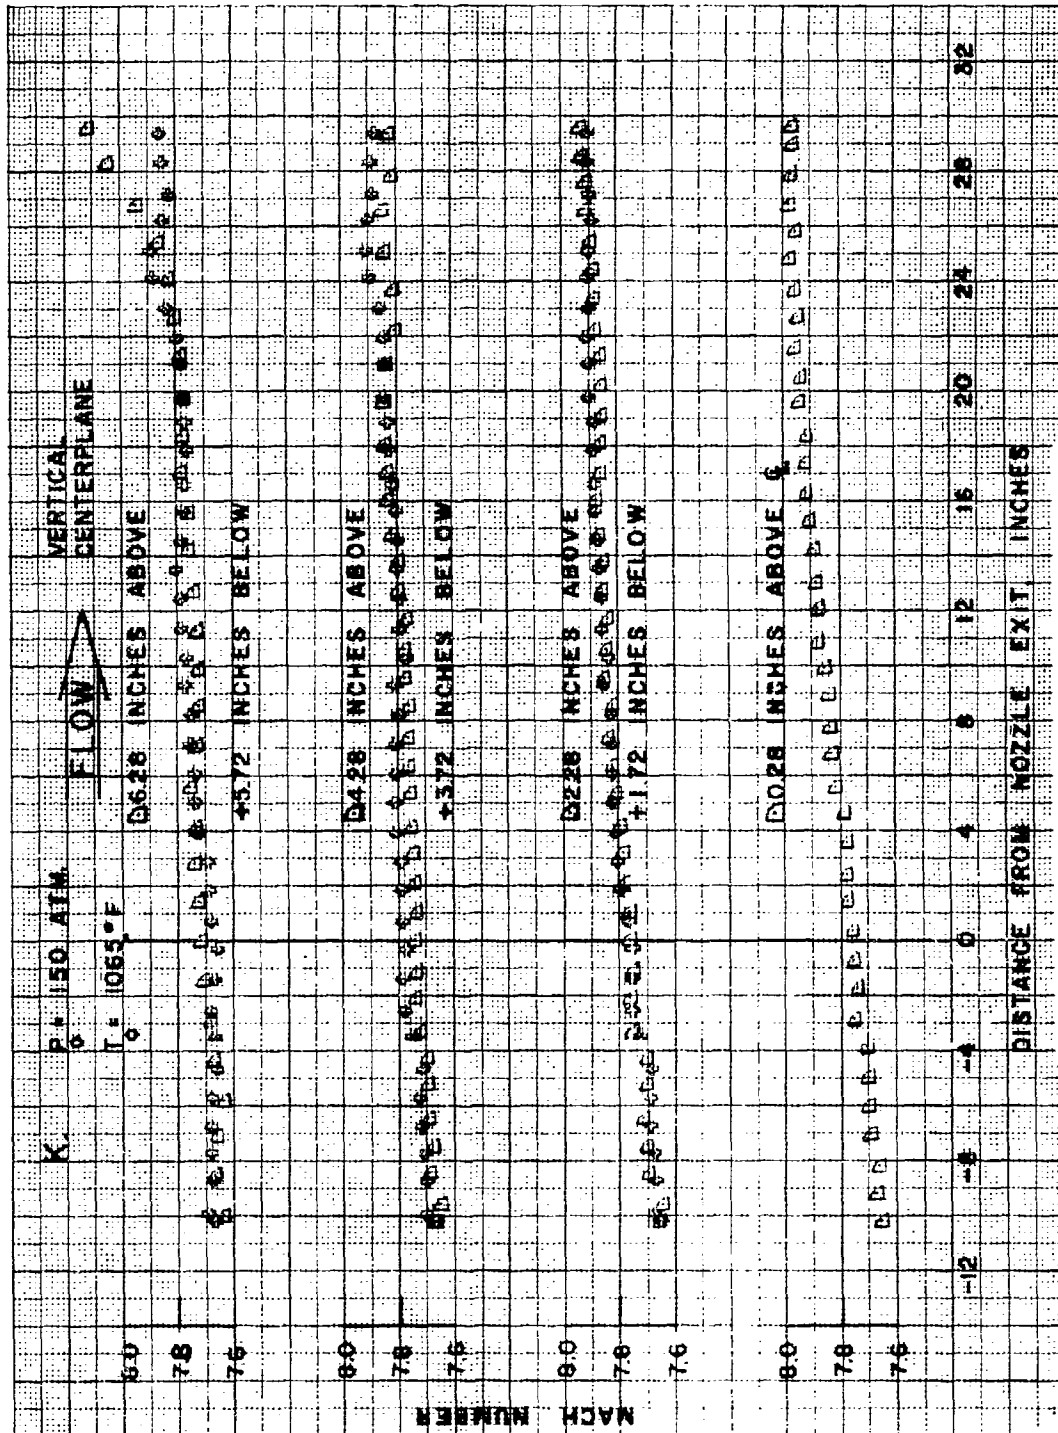 K. P₀ = 150 ATM. VERTICAL
T₀ = 1065 °F CENTERPLANE
FLOW
8.0 6.28 INCHES ABOVE
7.8
7.6 +5.72 INCHES BELOW
8.0 4.28 INCHES ABOVE
7.8
7.6 +3.72 INCHES BELOW
8.0 2.28 INCHES ABOVE
7.8
7.6 +1.72 INCHES BELOW
8.0 0.28 INCHES ABOVE ℄
7.8
7.6
MACH NUMBER
-12 -8 -4 0 4 8 12 16 20 24 28 32
DISTANCE FROM NOZZLE EXIT, INCHES